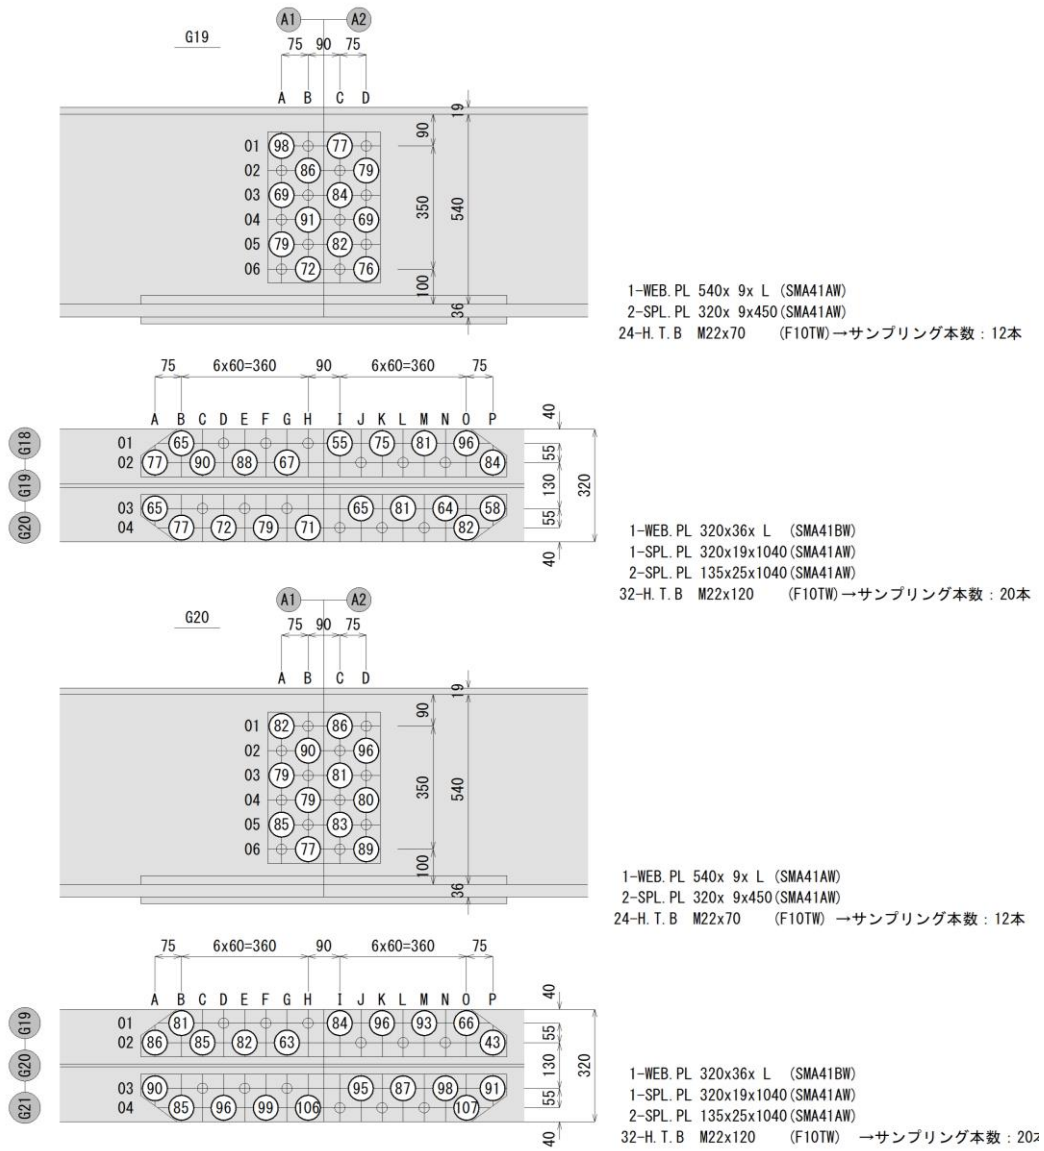 A1 A2
G19
75 90 75
A B C D
19
90
01 98 77
02 86 79
03 69 84
350 540
04 91 69
05 79 82
06 72 76
100
36
1-WEB.PL 540x 9x L (SMA41AW)
2-SPL.PL 320x 9x450(SMA41AW)
24-H.T.B M22x70 (F10TW)→サンプリング本数：12本
75 6x60=360 90 6x60=360 75
A B C D E F G H I J K L M N O P
40
G18 01 65 55 75 81 96
55
02 77 90 88 67 84
G19 130 320
03 65 65 81 64 58
55
G20 04 77 72 79 71 82
40
1-WEB.PL 320x36x L (SMA41BW)
1-SPL.PL 320x19x1040(SMA41AW)
2-SPL.PL 135x25x1040(SMA41AW)
32-H.T.B M22x120 (F10TW)→サンプリング本数：20本
A1 A2
G20
75 90 75
A B C D
19
90
01 82 86
02 90 96
03 79 81
350 540
04 79 80
05 85 83
06 77 89
100
36
1-WEB.PL 540x 9x L (SMA41AW)
2-SPL.PL 320x 9x450(SMA41AW)
24-H.T.B M22x70 (F10TW) →サンプリング本数：12本
75 6x60=360 90 6x60=360 75
A B C D E F G H I J K L M N O P
40
G19 01 81 84 96 93 66
55
02 86 85 82 63 43
G20 130 320
03 90 95 87 98 91
55
G21 04 85 96 99 106 107
40
1-WEB.PL 320x36x L (SMA41BW)
1-SPL.PL 320x19x1040(SMA41AW)
2-SPL.PL 135x25x1040(SMA41AW)
32-H.T.B M22x120 (F10TW) →サンプリング本数：20本